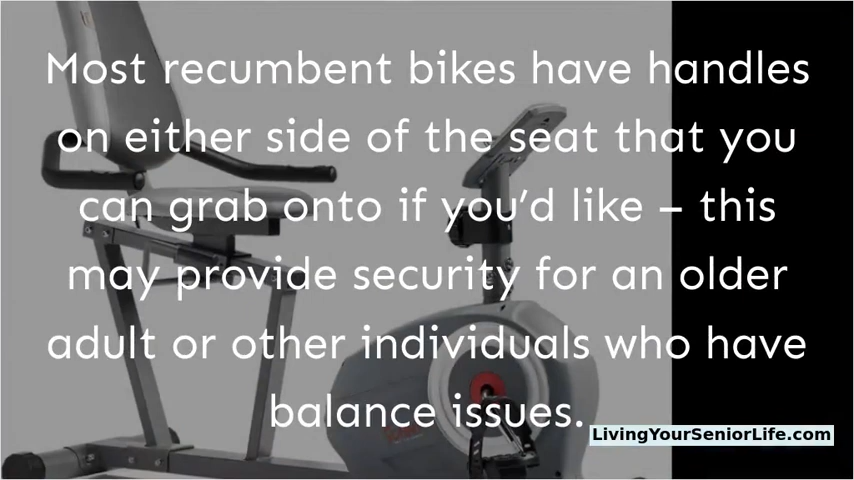 Most recumbent bikes have handles
on either side of the seat that you
can grab onto if you’d like – this
may provide security for an older
adult or other individuals who have
balance issues.
LivingYourSeniorLife.com